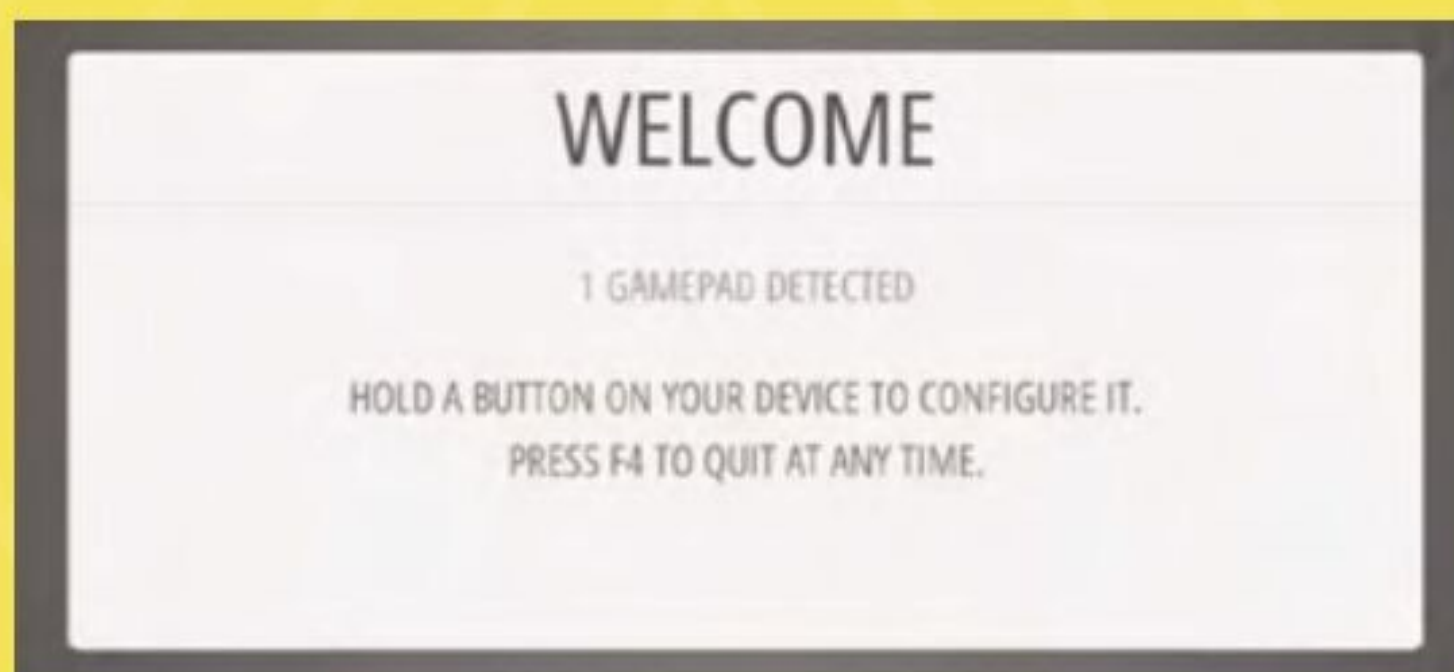 WELCOME
1 GAMEPAD DETECTED
HOLD A BUTTON ON YOUR DEVICE TO CONFIGURE IT.
PRESS F4 TO QUIT AT ANY TIME.